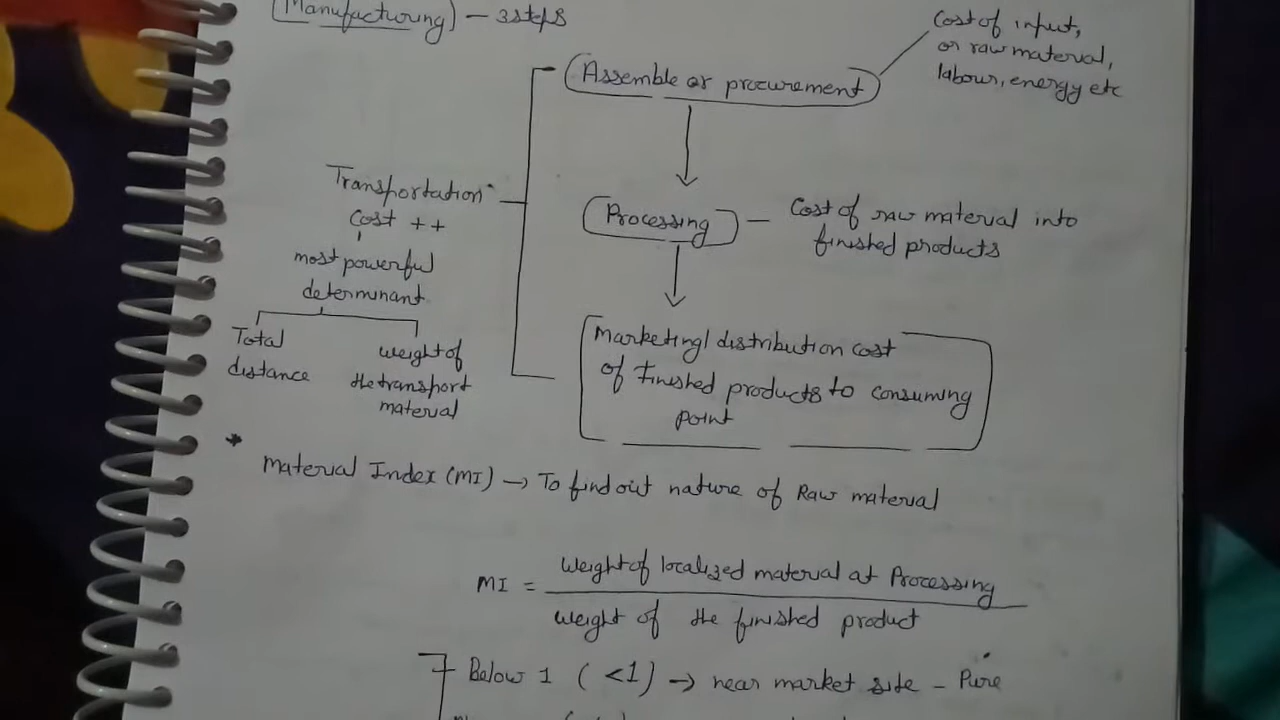 (Manufacturing) - 3 steps
Cost of input,
or raw material,
labour, energy etc
Assemble or procurement
Transportation
Cost ++
most powerful
determinant
Total
distance
weight of
the transport
material
Processing - Cost of raw material into
finished products
Marketing/ distribution cost
of finished products to consuming
point
* Material Index (MI) → To find out nature of Raw material
MI = weight of localized material at Processing
weight of the finished product
Below 1 (<1) → near market site - Pure